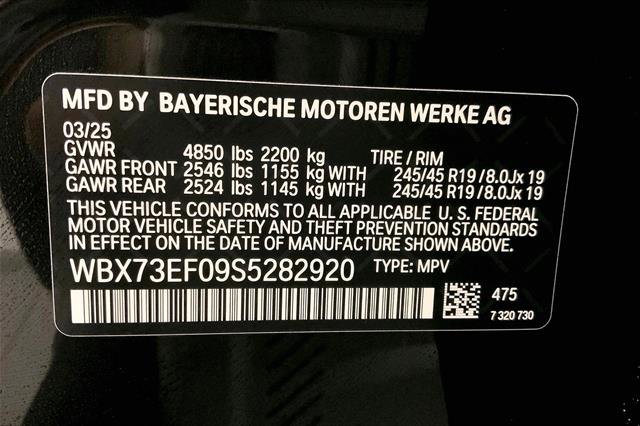 MFD BY BAYERISCHE MOTOREN WERKE AG
03/25
GVWR 4850 lbs 2200 kg TIRE / RIM
GAWR FRONT 2546 lbs 1155 kg WITH 245/45 R19 / 8.0Jx 19
GAWR REAR 2524 lbs 1145 kg WITH 245/45 R19 / 8.0Jx 19
THIS VEHICLE CONFORMS TO ALL APPLICABLE U. S. FEDERAL
MOTOR VEHICLE SAFETY AND THEFT PREVENTION STANDARDS
IN EFFECT ON THE DATE OF MANUFACTURE SHOWN ABOVE.
WBX73EF09S5282920 TYPE: MPV
475
7 320 730